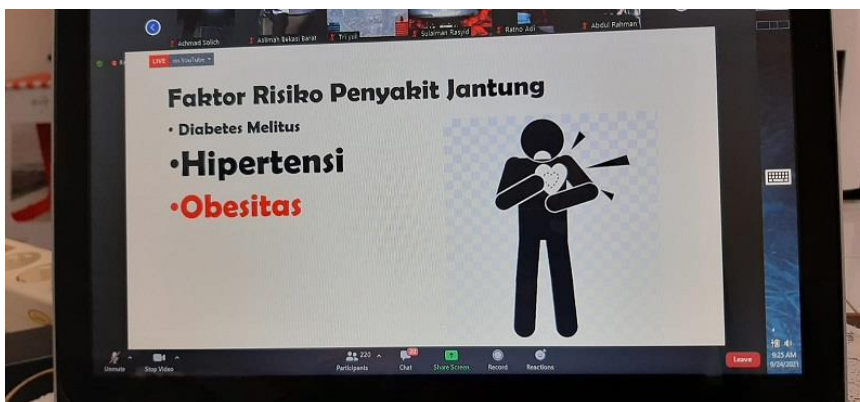 Achmad Solich
Aslimah Bekasi Barat
Tri yuli
Sulaiman Rasyid
Ratno Adi
Abdul Rahman
LIVE on YouTube
Faktor Risiko Penyakit Jantung
• Diabetes Melitus
•Hipertensi
•Obesitas
Unmute
Stop Video
220
Participants
Chat
Share Screen
Record
Reactions
Leave
9:25 AM
9/24/2021